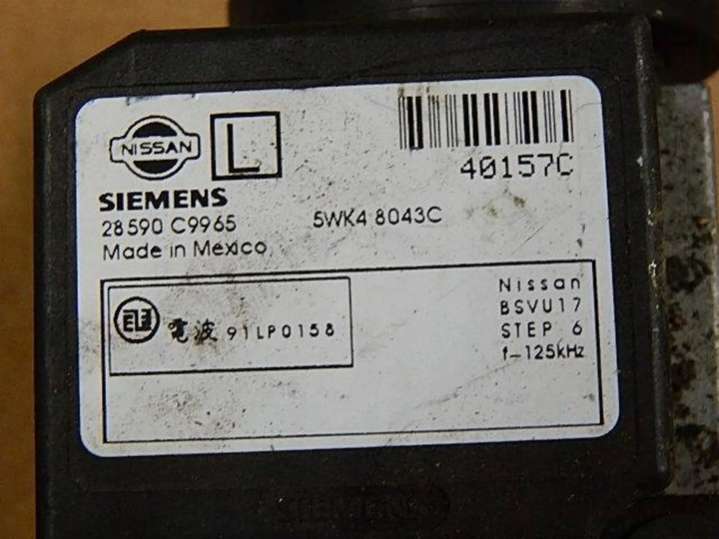 NISSAN
L
40157C
SIEMENS
28590 C9965
5WK4 8043C
Made in Mexico
Nissan
BSVU17
電波 91LP0158
STEP 6
f-125kHz